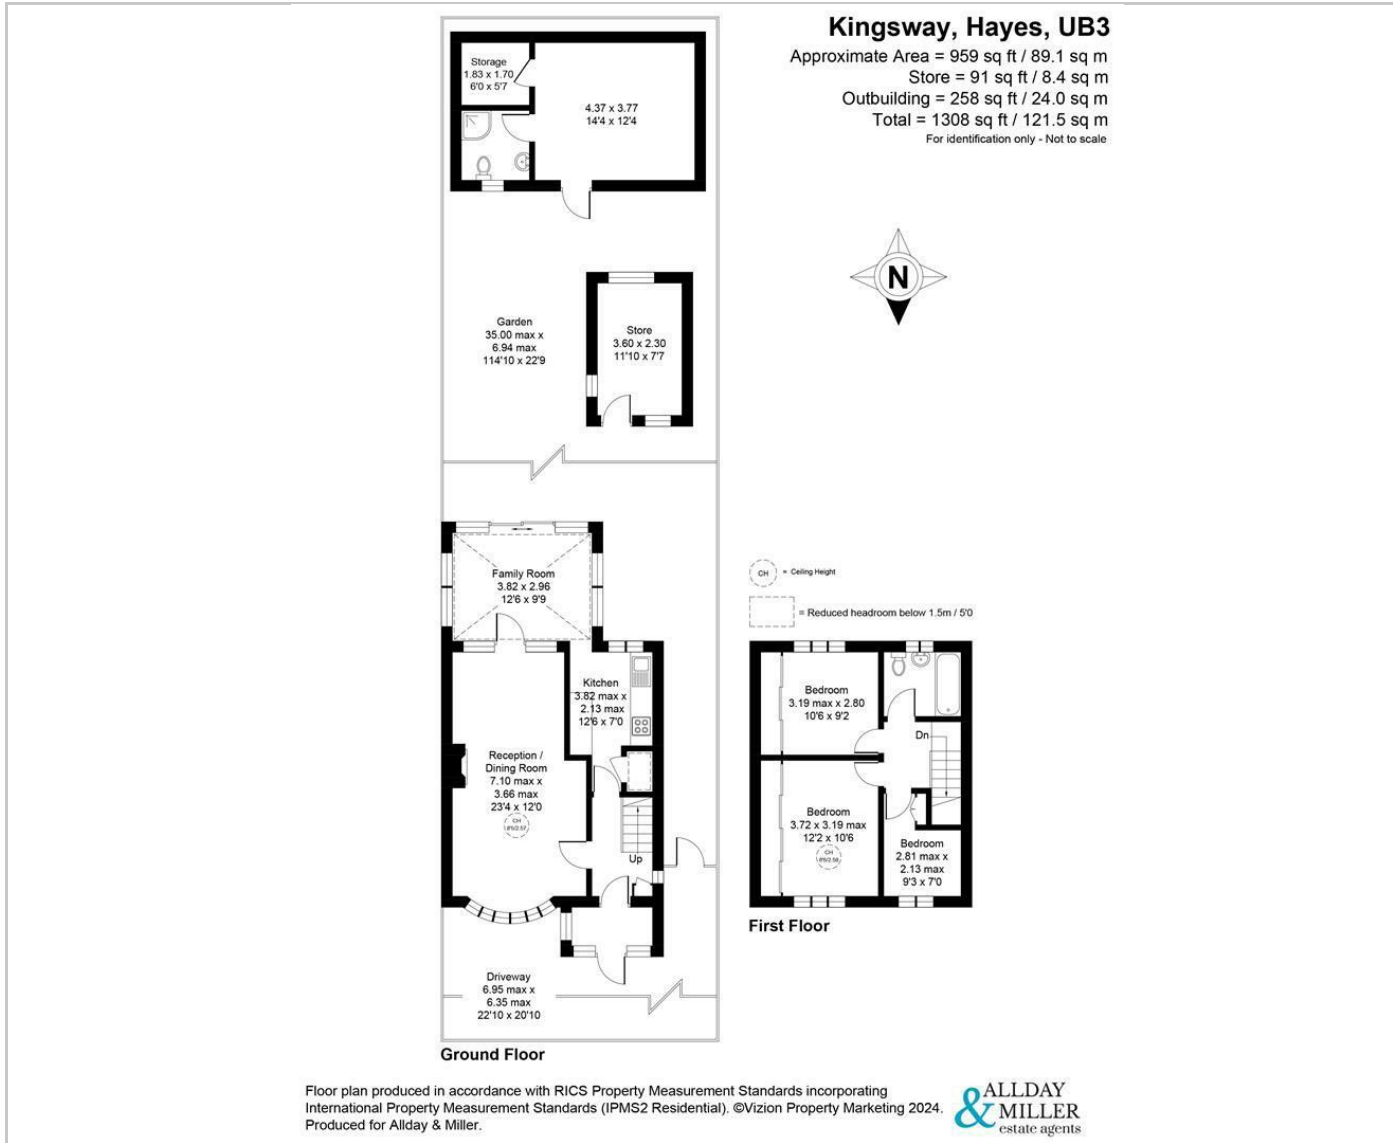 Kingsway, Hayes, UB3
Approximate Area = 959 sq ft / 89.1 sq m
Store = 91 sq ft / 8.4 sq m
Outbuilding = 258 sq ft / 24.0 sq m
Total = 1308 sq ft / 121.5 sq m
For identification only - Not to scale
Storage
1.83 x 1.70
6'0 x 5'7
4.37 x 3.77
14'4 x 12'4
N
Garden
35.00 max x
6.94 max
114'10 x 22'9
Store
3.60 x 2.30
11'10 x 7'7
Family Room
3.82 x 2.96
12'6 x 9'9
Kitchen
3.82 max x
2.13 max
12'6 x 7'0
Reception /
Dining Room
7.10 max x
3.66 max
23'4 x 12'0
CH
8'5/2.57
Up
Driveway
6.95 max x
6.35 max
22'10 x 20'10
Ground Floor
CH = Ceiling Height
= Reduced headroom below 1.5m / 5'0
Bedroom
3.19 max x 2.80
10'6 x 9'2
Dn
Bedroom
3.72 x 3.19 max
12'2 x 10'6
CH
Bedroom
2.81 max x
2.13 max
9'3 x 7'0
First Floor
Floor plan produced in accordance with RICS Property Measurement Standards incorporating
International Property Measurement Standards (IPMS2 Residential). ©Vizion Property Marketing 2024.
Produced for Allday & Miller.
ALLDAY
& MILLER
estate agents